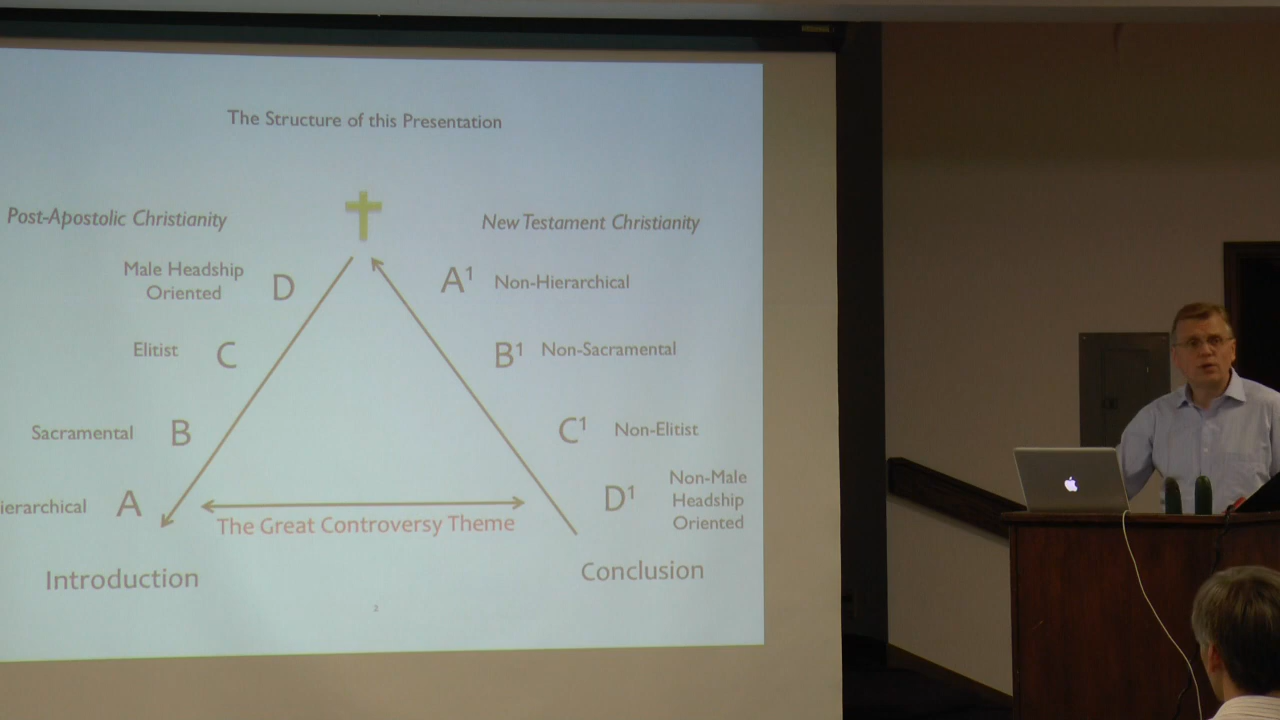 The Structure of this Presentation
Post-Apostolic Christianity
New Testament Christianity
Male Headship
Oriented
D
A¹
Non-Hierarchical
Elitist
C
B¹
Non-Sacramental
Sacramental
B
C¹
Non-Elitist
ierarchical
A
D¹
Non-Male
Headship
Oriented
The Great Controversy Theme
Introduction
Conclusion
2